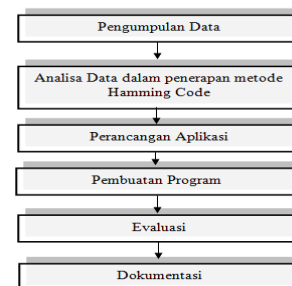 Pengumpulan Data
Analisa Data dalam penerapan metode
Hamming Code
Perancangan Aplikasi
Pembuatan Program
Evaluasi
Dokumentasi